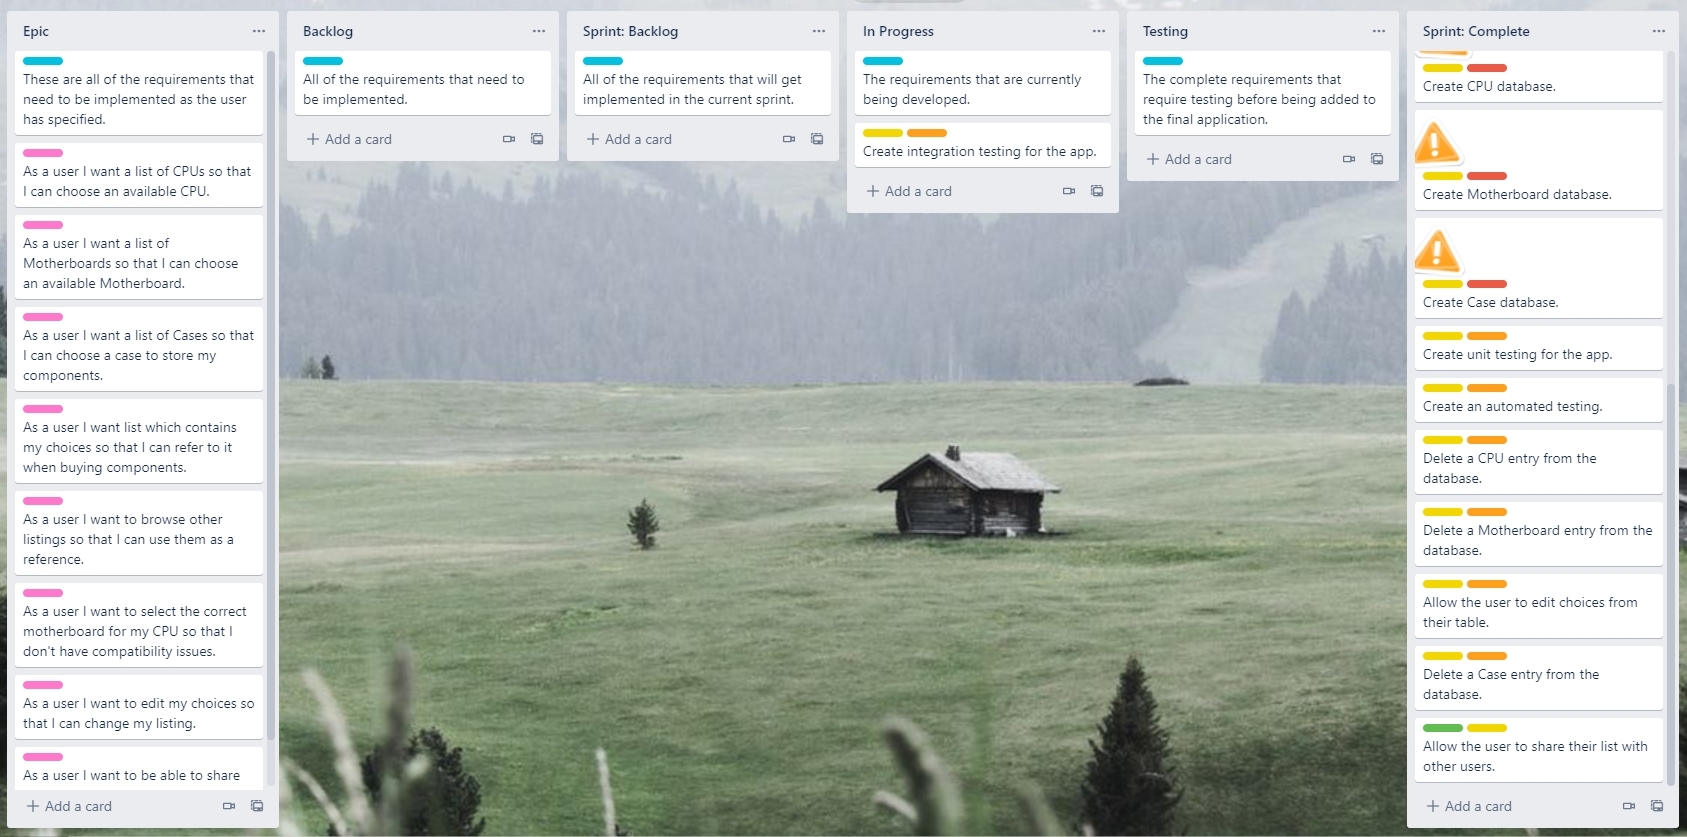 Epic
These are all of the requirements that
need to be implemented as the user
has specified.
As a user I want a list of CPUs so that
I can choose an available CPU.
As a user I want a list of
Motherboards so that I can choose
an available Motherboard.
As a user I want a list of Cases so that
I can choose a case to store my
components.
As a user I want list which contains
my choices so that I can refer to it
when buying components.
As a user I want to browse other
listings so that I can use them as a
reference.
As a user I want to select the correct
motherboard for my CPU so that I
don't have compatibility issues.
As a user I want to edit my choices so
that I can change my listing.
As a user I want to be able to share
+ Add a card
Backlog
All of the requirements that need to
be implemented.
+ Add a card
Sprint: Backlog
All of the requirements that will get
implemented in the current sprint.
+ Add a card
In Progress
The requirements that are currently
being developed.
Create integration testing for the app.
+ Add a card
Testing
The complete requirements that
require testing before being added to
the final application.
+ Add a card
Sprint: Complete
Create CPU database.
Create Motherboard database.
Create Case database.
Create unit testing for the app.
Create an automated testing.
Delete a CPU entry from the
database.
Delete a Motherboard entry from the
database.
Allow the user to edit choices from
their table.
Delete a Case entry from the
database.
Allow the user to share their list with
other users.
+ Add a card